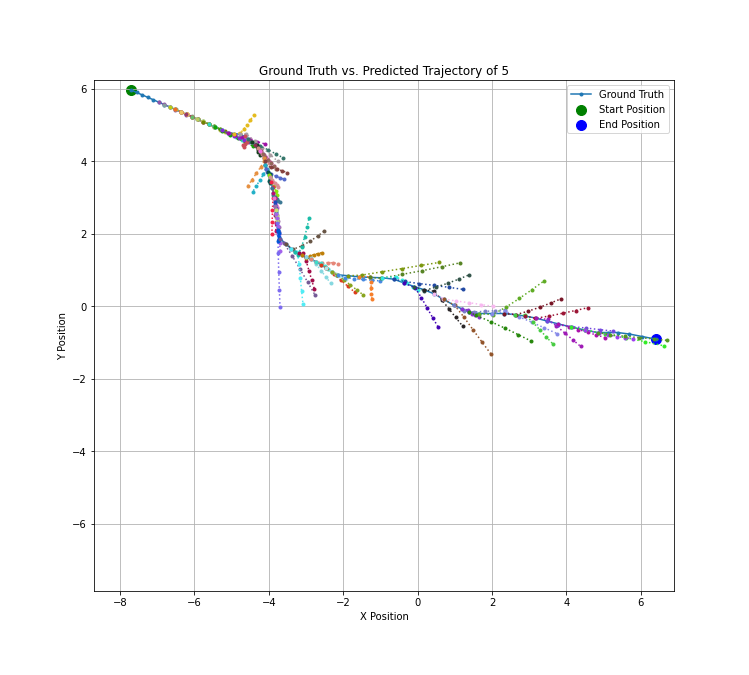 Ground Truth vs. Predicted Trajectory of 5
Ground Truth
Start Position
End Position
6
4
2
0
−2
−4
−6
Y Position
−8
−6
−4
−2
0
2
4
6
X Position